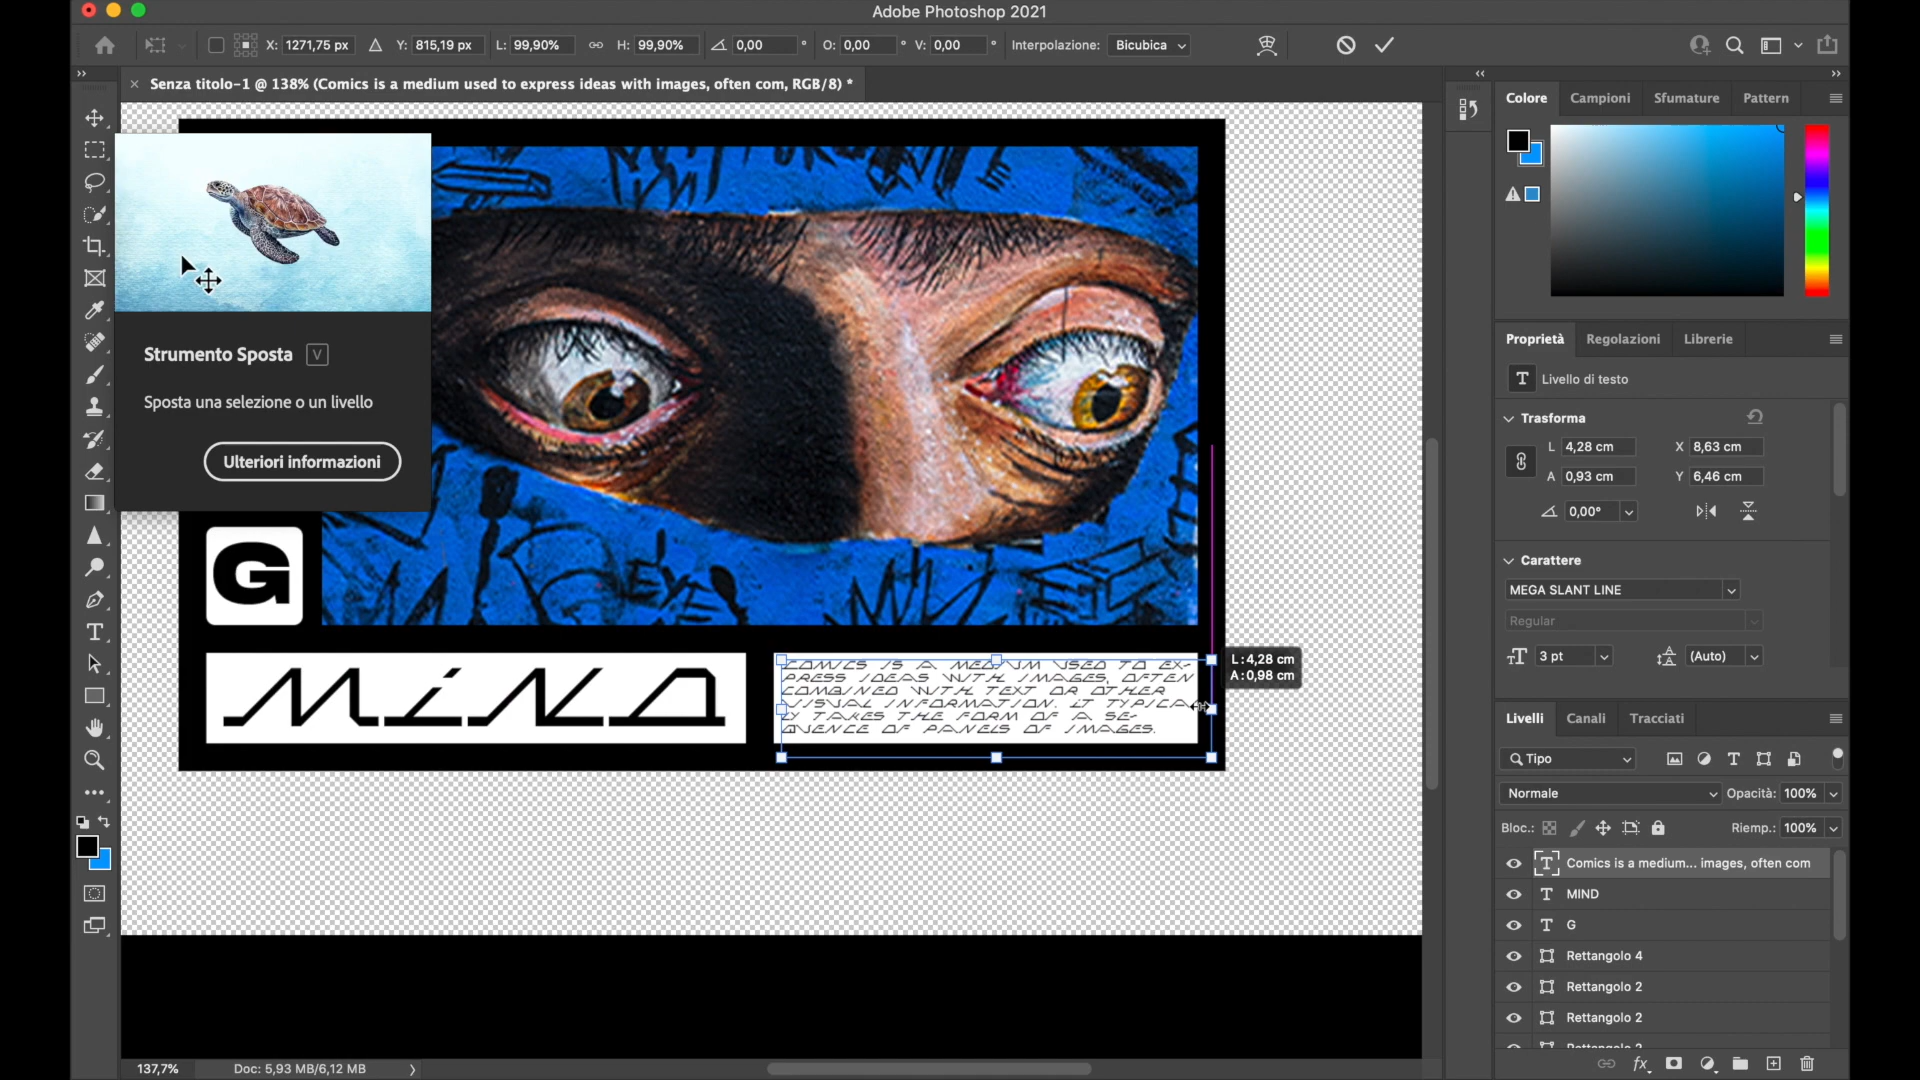 Adobe Photoshop 2021
X: 1271,75 px Y: 815,19 px L: 99,90% H: 99,90% 0,00 ° O: 0,00 ° V: 0,00 ° Interpolazione: Bicubica
Senza titolo-1 @ 138% (Comics is a medium used to express ideas with images, often com, RGB/8) *
Strumento Sposta V
Sposta una selezione o un livello
Ulteriori informazioni
G
MIND
COMICS IS A MEDIUM USED TO EX-
PRESS IDEAS WITH IMAGES, OFTEN
COMBINED WITH TEXT OR OTHER
VISUAL INFORMATION. IT TYPICA
LY TAKES THE FORM OF A SE-
QUENCE OF PANELS OF IMAGES.
L: 4,28 cm
A: 0,98 cm
137,7% Doc: 5,93 MB/6,12 MB
Colore Campioni Sfumature Pattern
Proprietà Regolazioni Librerie
T Livello di testo
Trasforma
L 4,28 cm X 8,63 cm
A 0,93 cm Y 6,46 cm
0,00°
Carattere
MEGA SLANT LINE
Regular
3 pt (Auto)
Livelli Canali Tracciati
Tipo
Normale Opacità: 100%
Bloc.: Riemp.: 100%
T Comics is a medium... images, often com
T MIND
T G
Rettangolo 4
Rettangolo 2
Rettangolo 2
fx